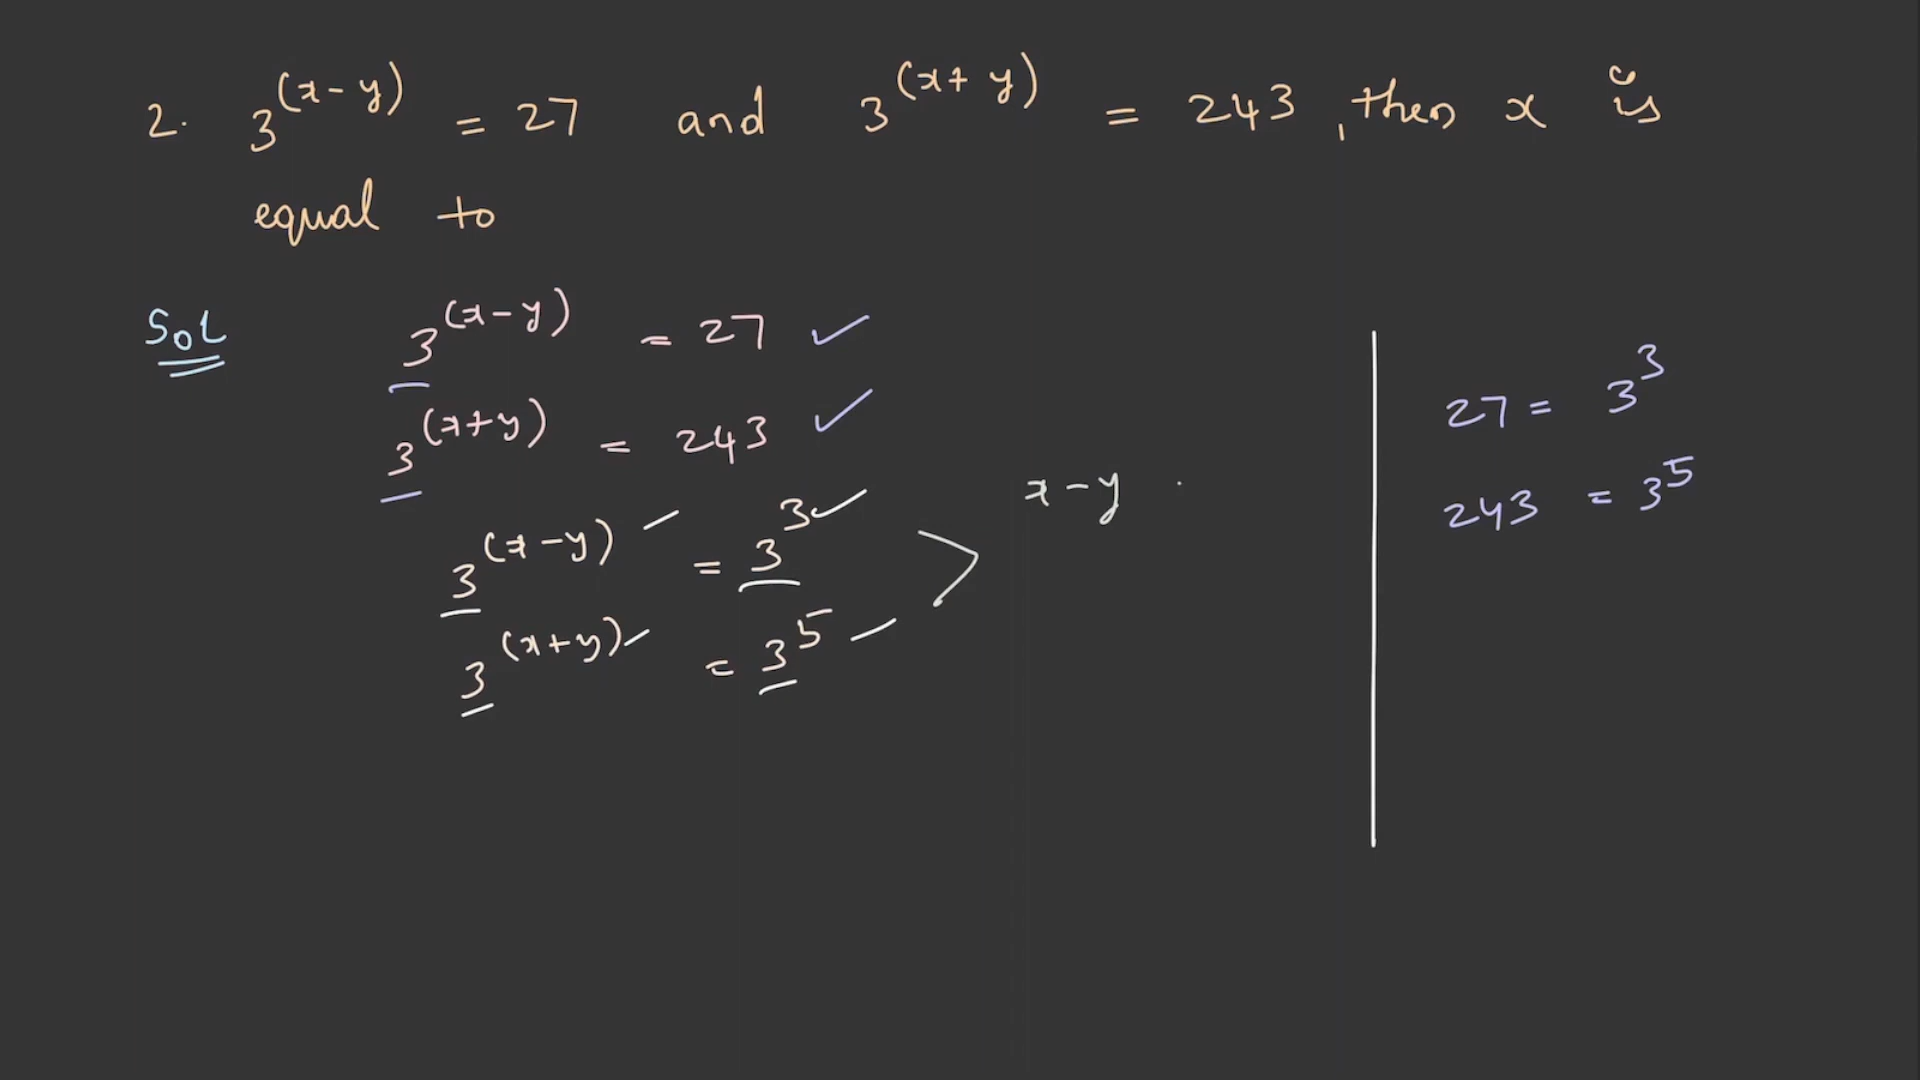 2. 3^(x-y) = 27 and 3^(x+y) = 243, then x is
equal to
Sol
3^(x-y) = 27 ✓
3^(x+y) = 243 ✓
3^(x-y) = 3^3 ✓
3^(x+y) = 3^5
x-y
27 = 3^3
243 = 3^5